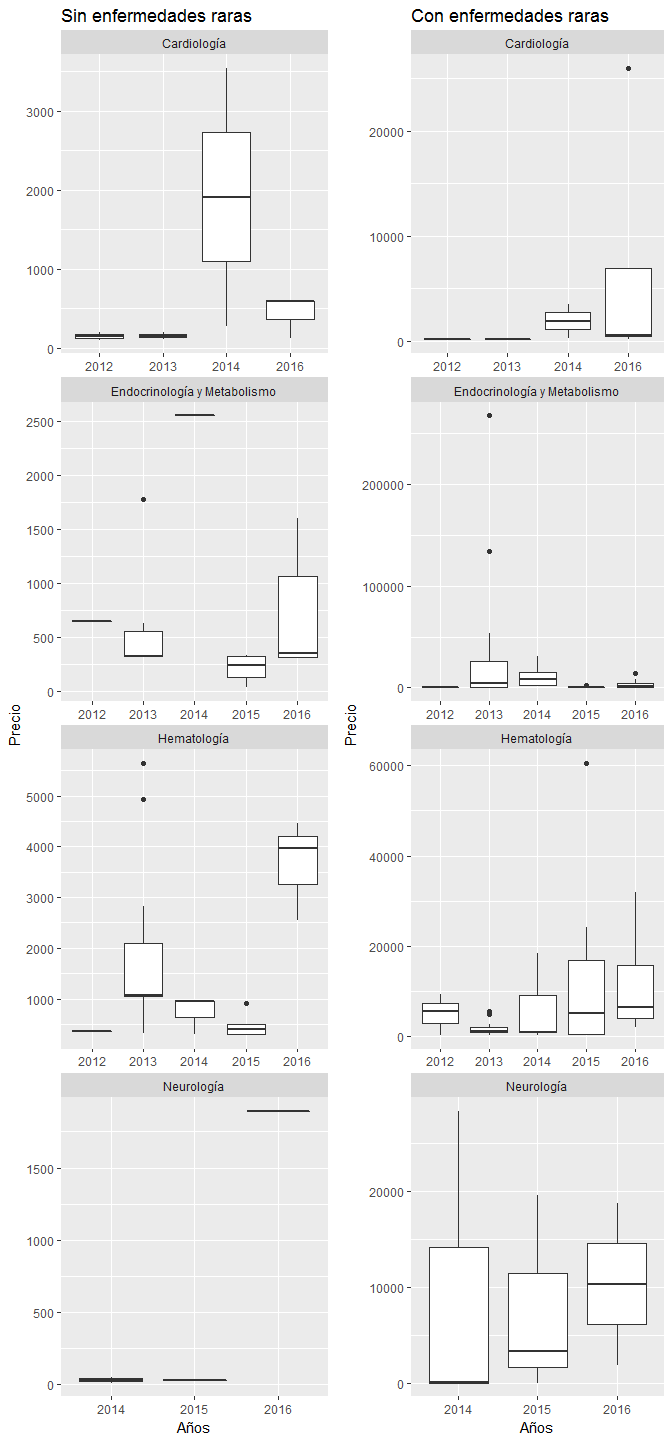 Sin enfermedades raras
Cardiología
3000
2000
1000
0
2012 2013 2014 2016
Endocrinología y Metabolismo
2500
2000
1500
1000
500
0
2012 2013 2014 2015 2016
Hematología
5000
4000
3000
2000
1000
2012 2013 2014 2015 2016
Neurología
1500
1000
500
0
2014 2015 2016
Precio
Años
Con enfermedades raras
Cardiología
20000
10000
0
2012 2013 2014 2016
Endocrinología y Metabolismo
200000
100000
0
2012 2013 2014 2015 2016
Hematología
60000
40000
20000
0
2012 2013 2014 2015 2016
Neurología
20000
10000
0
2014 2015 2016
Precio
Años